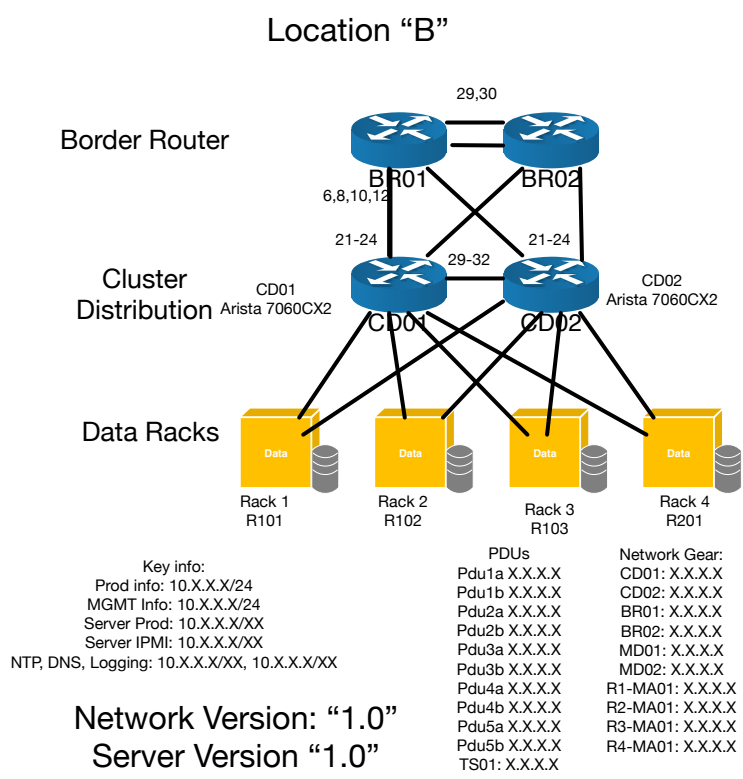 Location “B”
29,30
Border Router
BR01
BR02
6,8,10,12
21-24
21-24
29-32
Cluster
Distribution
CD01
Arista 7060CX2
CD02
Arista 7060CX2
CD01
CD02
Data Racks
Data
Data
Data
Data
Rack 1
R101
Rack 2
R102
Rack 3
R103
Rack 4
R201
Key info:
Prod info: 10.X.X.X/24
MGMT Info: 10.X.X.X/24
Server Prod: 10.X.X.X/XX
Server IPMI: 10.X.X.X/XX
NTP, DNS, Logging: 10.X.X.X/XX, 10.X.X.X/XX
PDUs
Pdu1a X.X.X.X
Pdu1b X.X.X.X
Pdu2a X.X.X.X
Pdu2b X.X.X.X
Pdu3a X.X.X.X
Pdu3b X.X.X.X
Pdu4a X.X.X.X
Pdu4b X.X.X.X
Pdu5a X.X.X.X
Pdu5b X.X.X.X
TS01: X.X.X.X
Network Gear:
CD01: X.X.X.X
CD02: X.X.X.X
BR01: X.X.X.X
BR02: X.X.X.X
MD01: X.X.X.X
MD02: X.X.X.X
R1-MA01: X.X.X.X
R2-MA01: X.X.X.X
R3-MA01: X.X.X.X
R4-MA01: X.X.X.X
Network Version: “1.0”
Server Version “1.0”